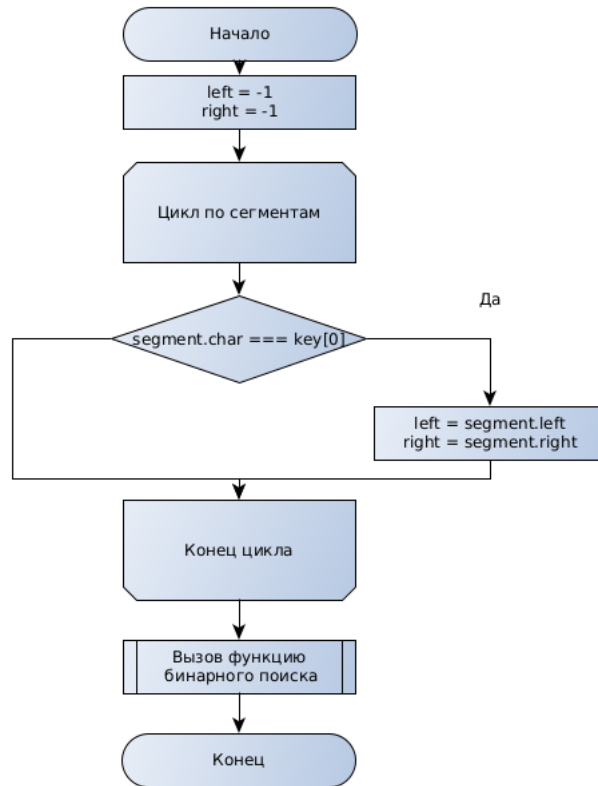 Начало
left = -1
right = -1
Цикл по сегментам
Да
segment.char === key[0]
left = segment.left
right = segment.right
Конец цикла
Вызов функцию
бинарного поиска
Конец